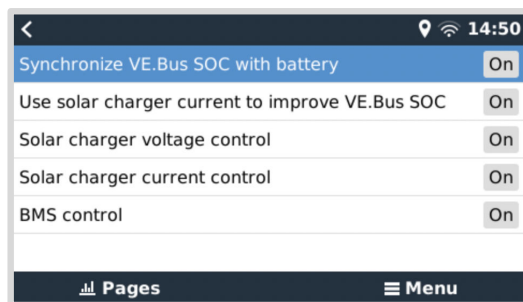 14:50
Synchronize VE.Bus SOC with battery On
Use solar charger current to improve VE.Bus SOC On
Solar charger voltage control On
Solar charger current control On
BMS control On
Pages Menu